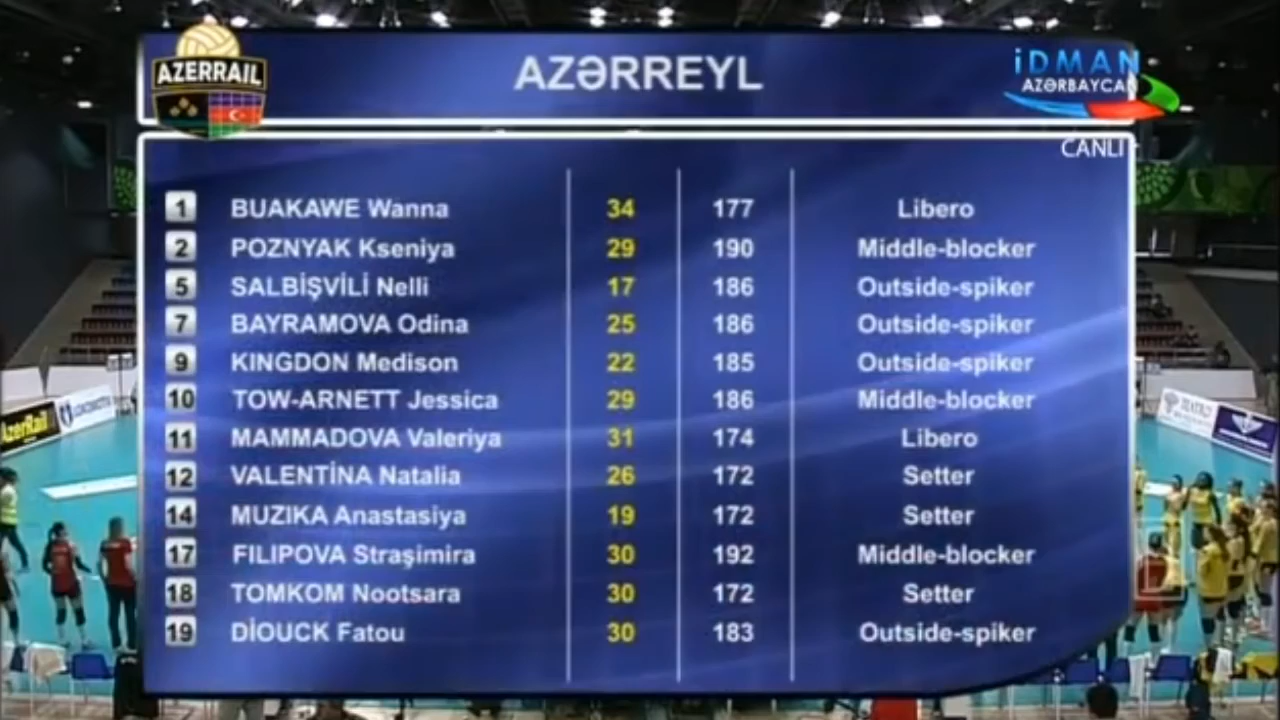 AZERRAIL
AZƏRREYL
iDMAN
AZƏRBAYCAN
CANLI
1 BUAKAWE Wanna 34 177 Libero
2 POZNYAK Kseniya 29 190 Middle-blocker
5 SALBİŞVİLİ Nelli 17 186 Outside-spiker
7 BAYRAMOVA Odina 25 186 Outside-spiker
9 KINGDON Medison 22 185 Outside-spiker
10 TOW-ARNETT Jessica 29 186 Middle-blocker
11 MAMMADOVA Valeriya 31 174 Libero
12 VALENTİNA Natalia 26 172 Setter
14 MUZIKA Anastasiya 19 172 Setter
17 FILIPOVA Straşimira 30 192 Middle-blocker
18 TOMKOM Nootsara 30 172 Setter
19 DİOUCK Fatou 30 183 Outside-spiker
AzerRail